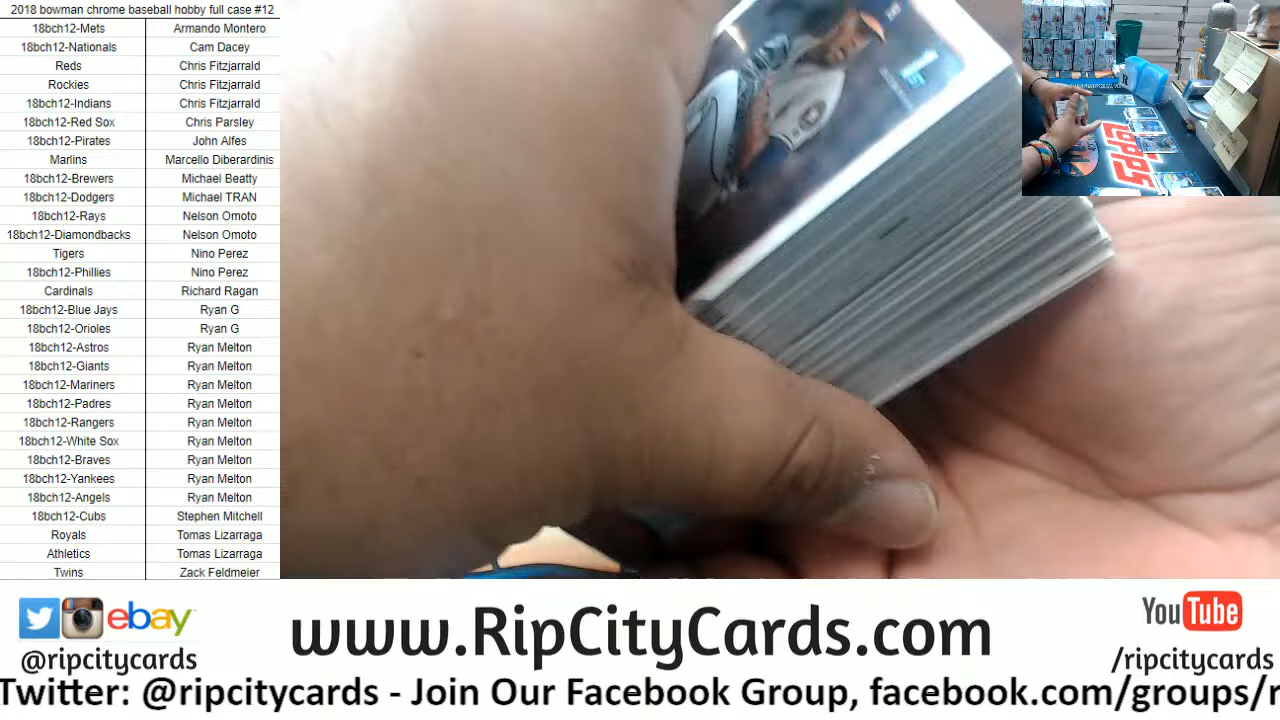 2018 bowman chrome baseball hobby full case #12
18bch12-Mets Armando Montero
18bch12-Nationals Cam Dacey
Reds Chris Fitzjarrald
Rockies Chris Fitzjarrald
18bch12-Indians Chris Fitzjarrald
18bch12-Red Sox Chris Parsley
18bch12-Pirates John Alfes
Marlins Marcello Diberardinis
18bch12-Brewers Michael Beatty
18bch12-Dodgers Michael TRAN
18bch12-Rays Nelson Omoto
18bch12-Diamondbacks Nelson Omoto
Tigers Nino Perez
18bch12-Phillies Nino Perez
Cardinals Richard Ragan
18bch12-Blue Jays Ryan G
18bch12-Orioles Ryan G
18bch12-Astros Ryan Melton
18bch12-Giants Ryan Melton
18bch12-Mariners Ryan Melton
18bch12-Padres Ryan Melton
18bch12-Rangers Ryan Melton
18bch12-White Sox Ryan Melton
18bch12-Braves Ryan Melton
18bch12-Yankees Ryan Melton
18bch12-Angels Ryan Melton
18bch12-Cubs Stephen Mitchell
Royals Tomas Lizarraga
Athletics Tomas Lizarraga
Twins Zack Feldmeier
topps
ebay
@ripcitycards
www.RipCityCards.com
YouTube
/ripcitycards
Twitter: @ripcitycards - Join Our Facebook Group, facebook.com/groups/r